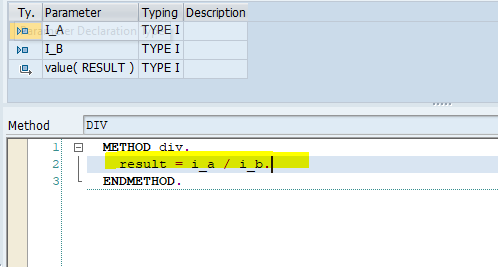 Ty. Parameter Typing Description
I_A TYPE I
I_B TYPE I
value( RESULT ) TYPE I
Method DIV
1 METHOD div.
2 result = i_a / i_b.
3 ENDMETHOD.